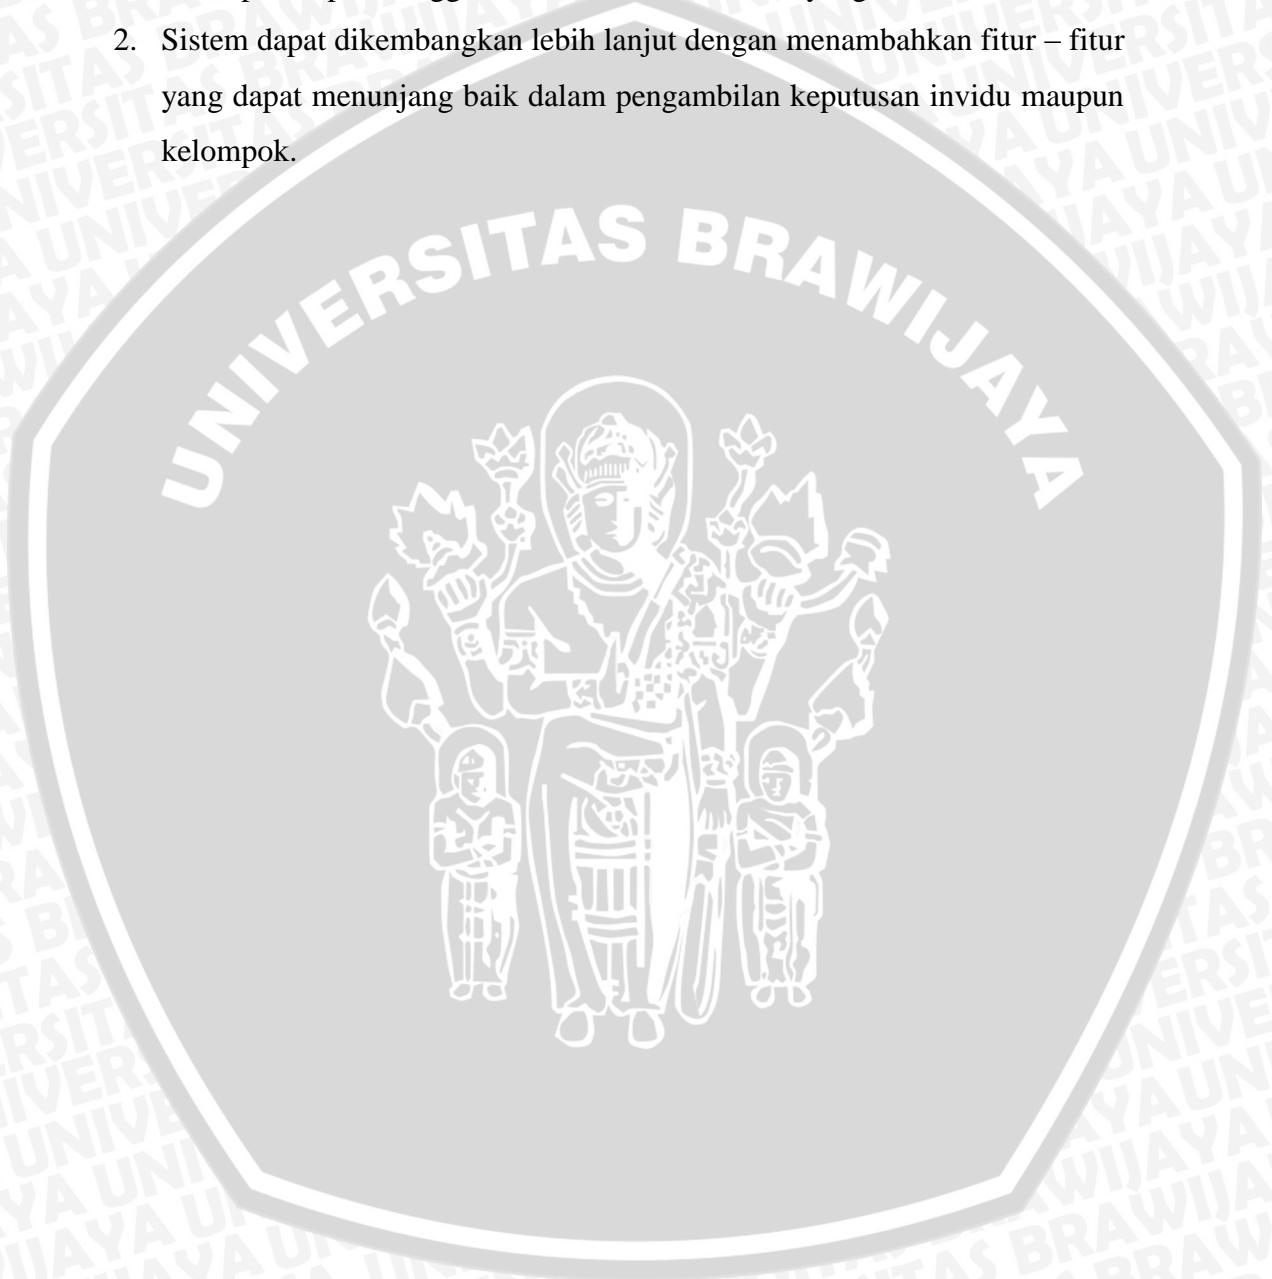 2. Sistem dapat dikembangkan lebih lanjut dengan menambahkan fitur – fitur
yang dapat menunjang baik dalam pengambilan keputusan invidu maupun
kelompok.
UNIVERSITAS BRAWIJAYA